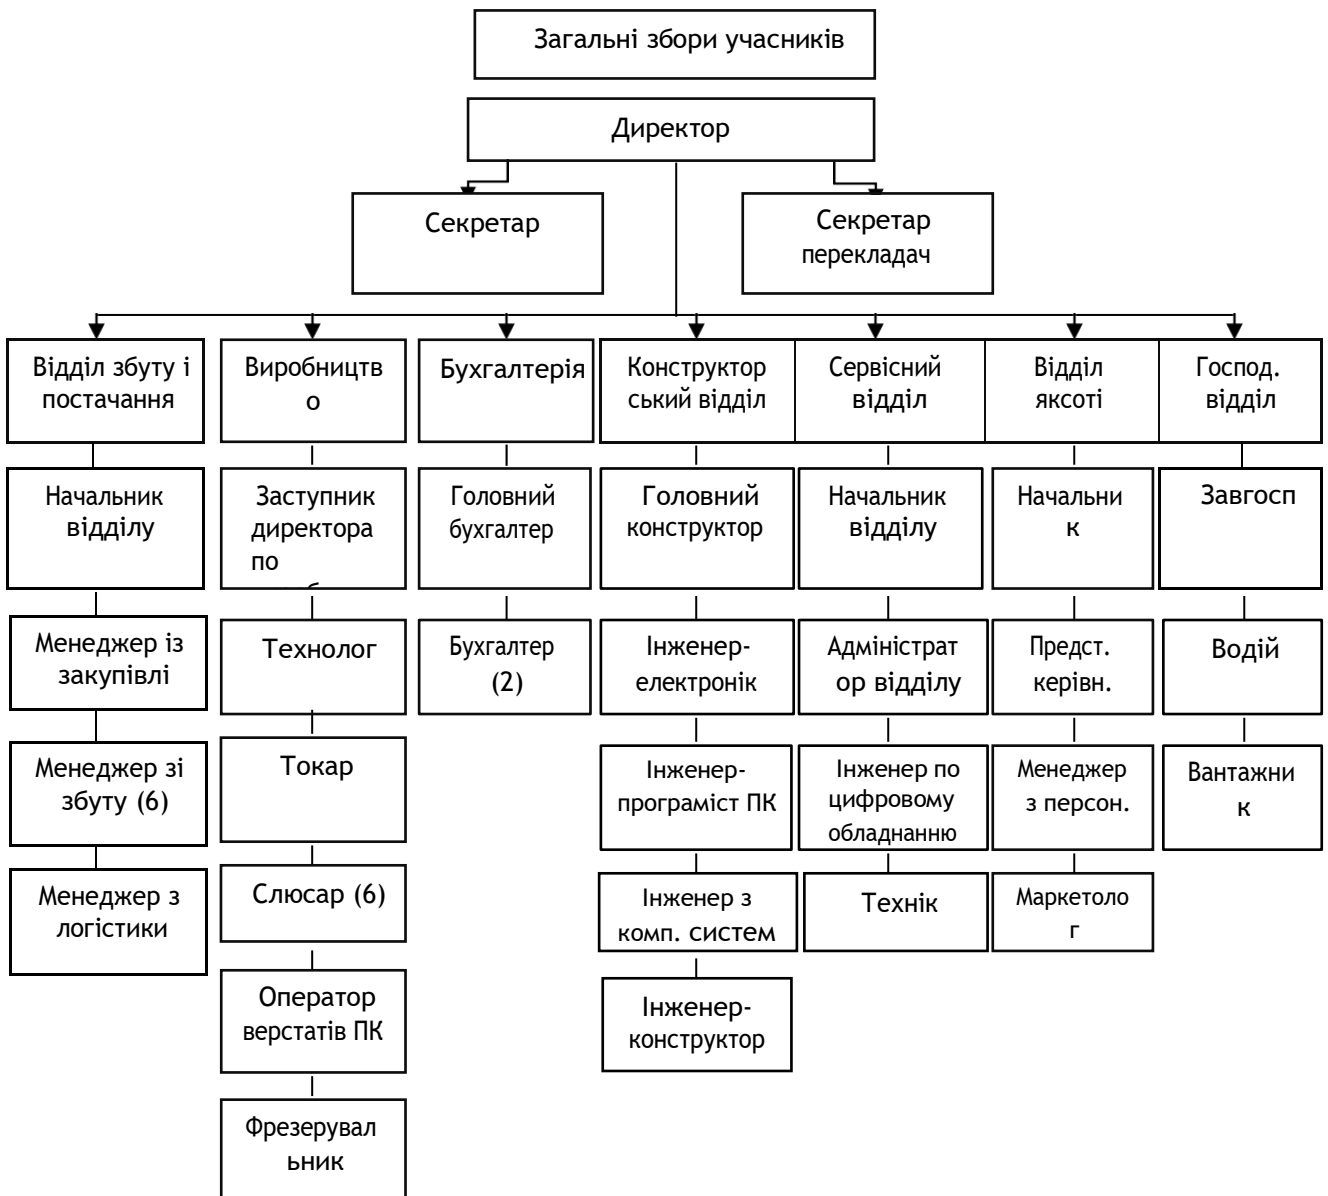 Загальні збори учасників
Директор
Секретар
Секретар
перекладач
Відділ збуту і
постачання
Виробництв
о
Бухгалтерія
Конструктор
ський відділ
Сервісний
відділ
Відділ
яксоті
Господ.
відділ
Начальник
відділу
Заступник
директора
по
Головний
бухгалтер
Головний
конструктор
Начальник
відділу
Начальни
к
Завгосп
Менеджер із
закупівлі
Технолог
Бухгалтер
(2)
Інженер-
електронік
Адміністрат
ор відділу
Предст.
керівн.
Водій
Менеджер зі
збуту (6)
Токар
Інженер-
програміст ПК
Інженер по
цифровому
обладнанню
Менеджер
з персон.
Вантажни
к
Менеджер з
логістики
Слюсар (6)
Інженер з
комп. систем
Технік
Маркетоло
г
Оператор
верстатів ПК
Інженер-
конструктор
Фрезерувал
ьник